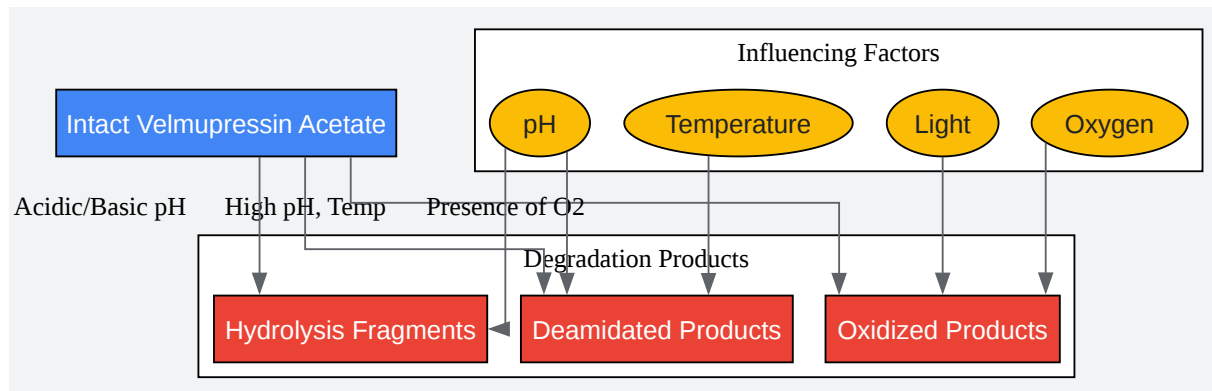 Influencing Factors
Intact Velmupressin Acetate
pH
Temperature
Light
Oxygen
Acidic/Basic pH
High pH, Temp
Presence of O2
Degradation Products
Hydrolysis Fragments
Deamidated Products
Oxidized Products